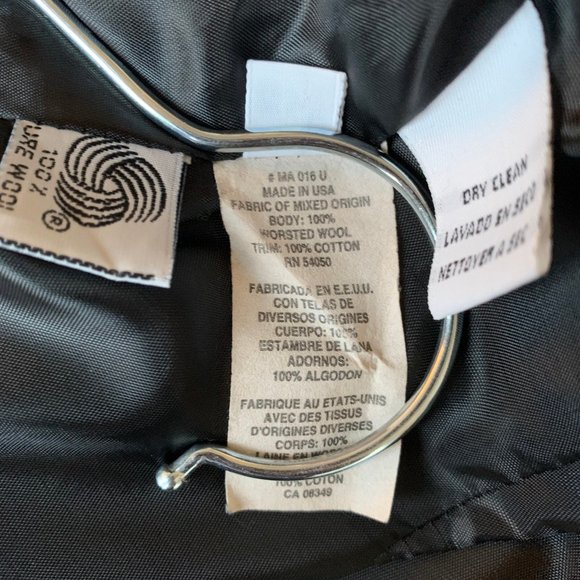 PURE WOOL
100%
®
# MA 016 U
MADE IN USA
FABRIC OF MIXED ORIGIN
BODY: 100%
WORSTED WOOL
TRIM: 100% COTTON
RN 54050
FABRICADA EN E.E.U.U.
CON TELAS DE
DIVERSOS ORIGINES
CUERPO: 100%
ESTAMBRE DE LANA
ADORNOS:
100% ALGODON
FABRIQUE AU ETATS-UNIS
AVEC DES TISSUS
D'ORIGINES DIVERSES
CORPS: 100%
LAINE EN
100% COTON
CA 08349
DRY CLEAN
LAVADO EN SECO
NETTOYER A SEC